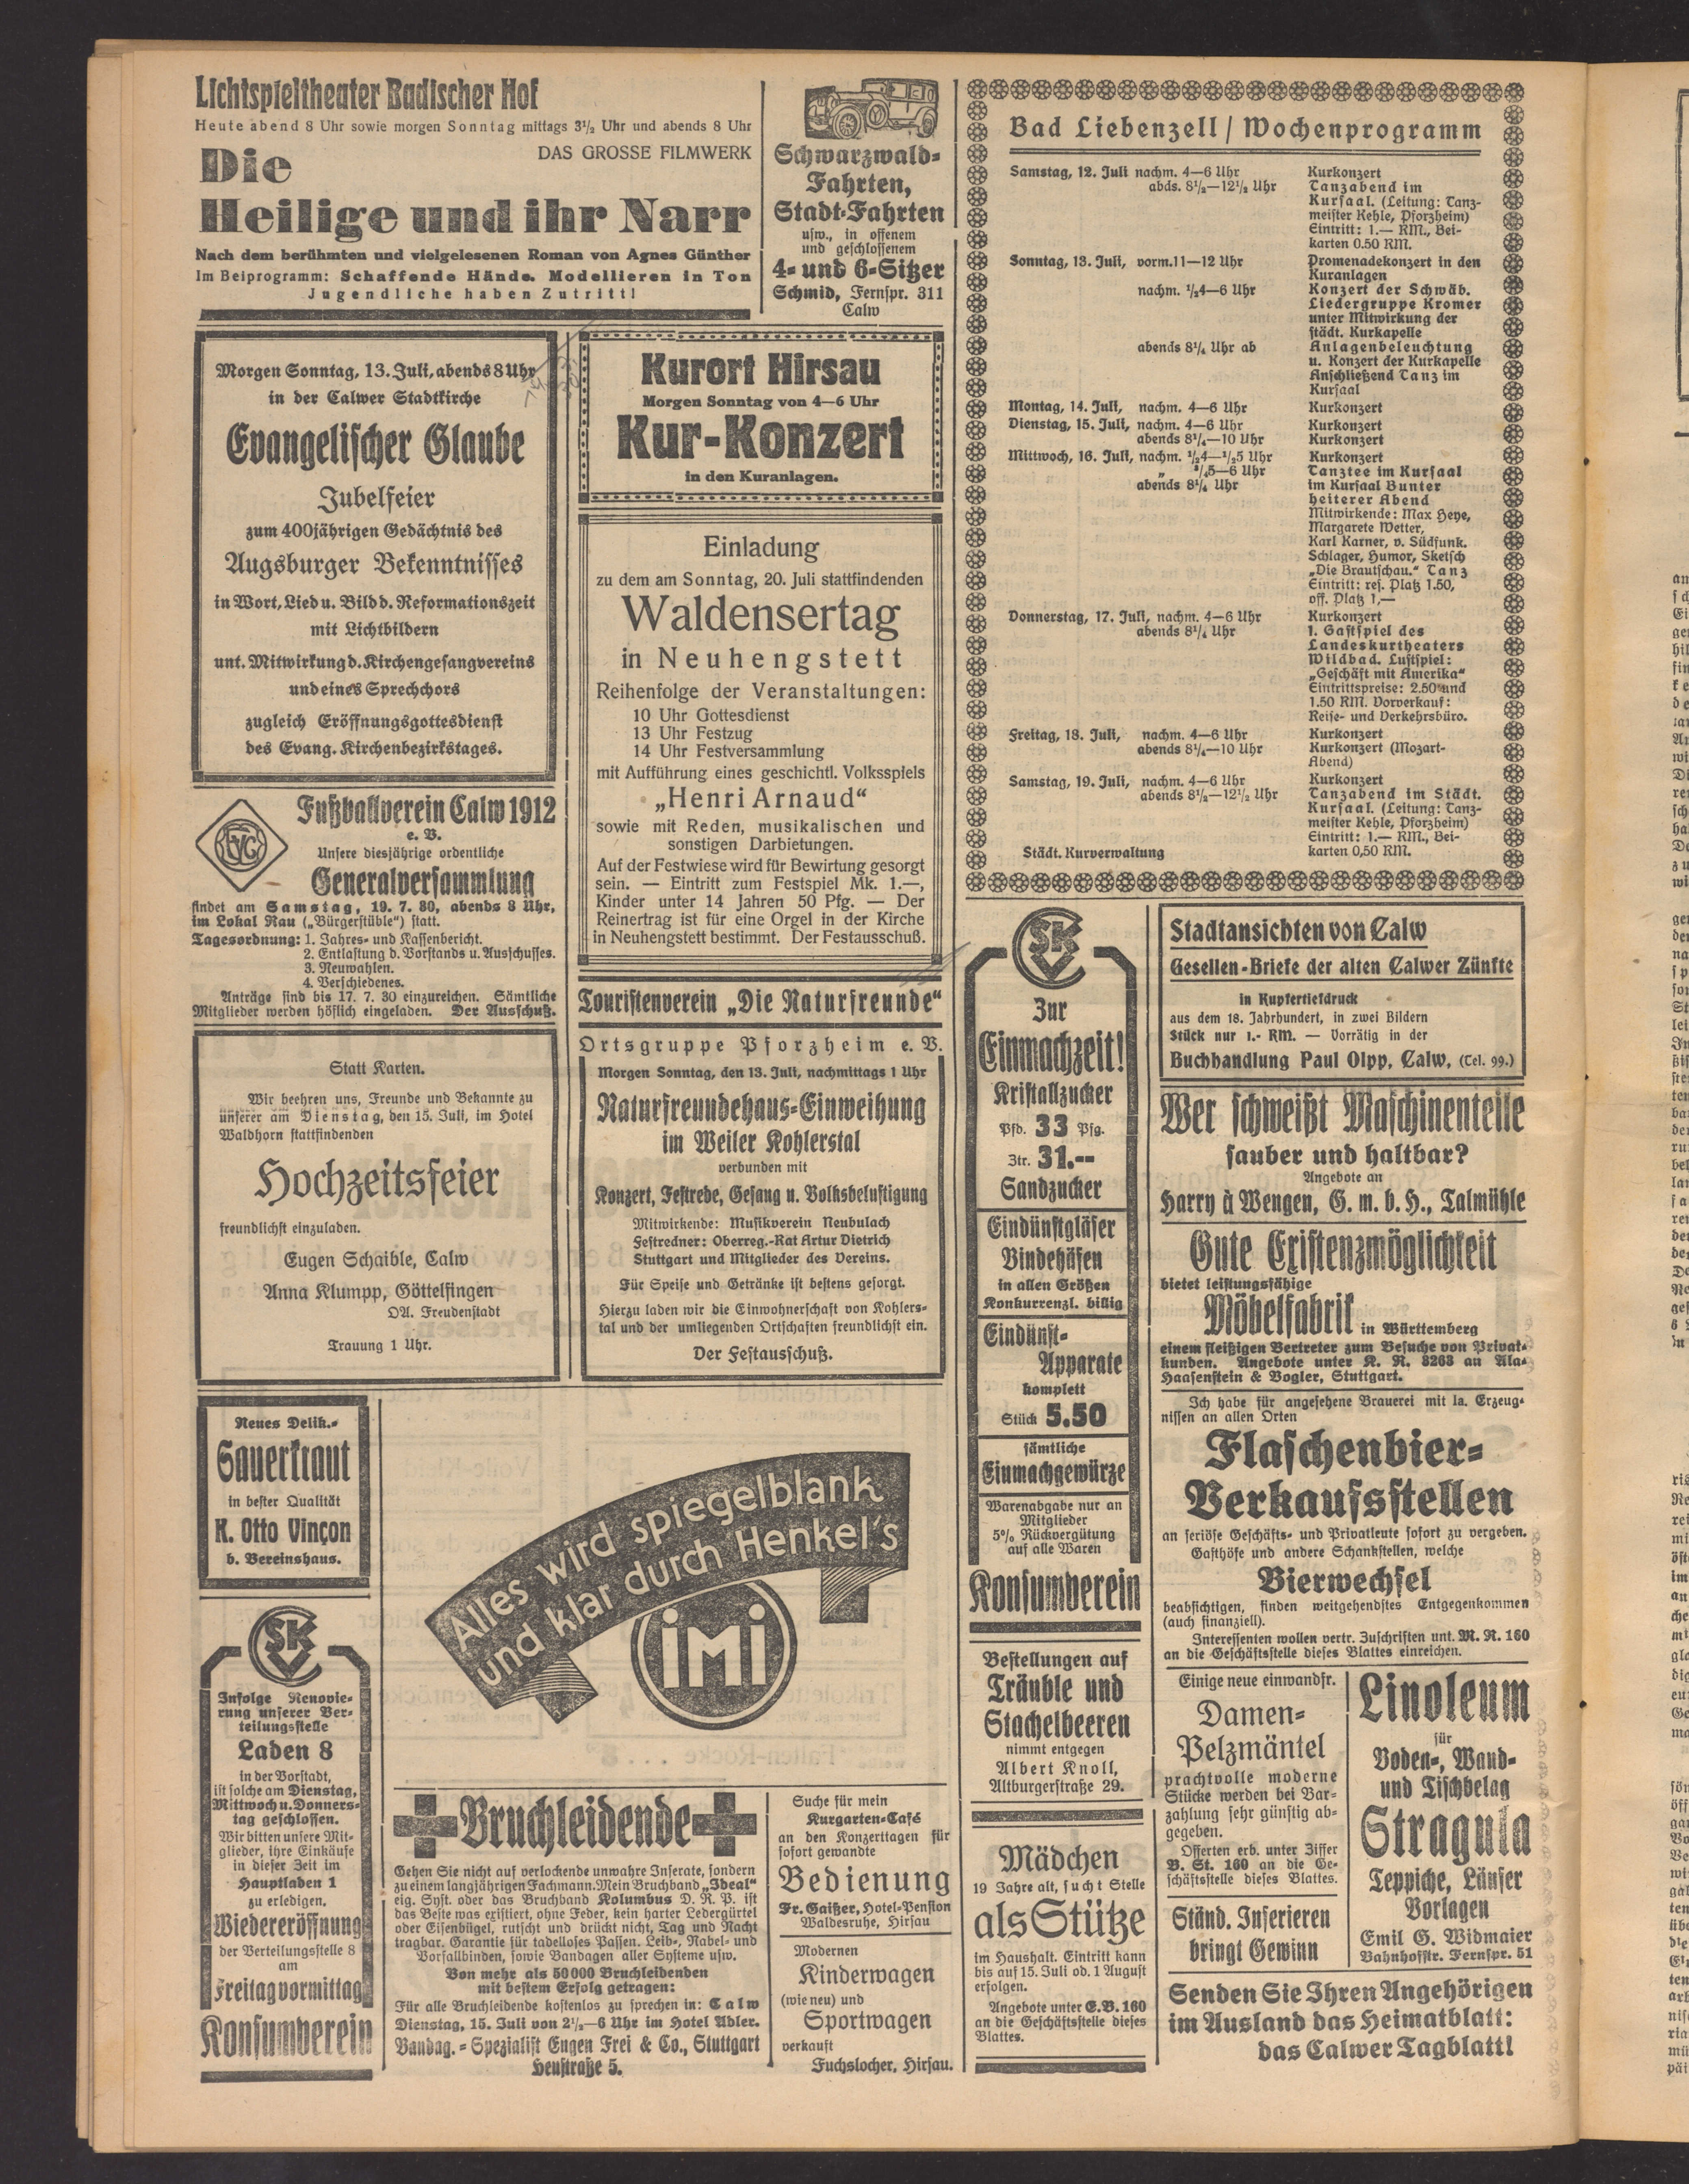 Lichtspieltheater Badischer Hof
Heute abend 8 Uhr sowie morgen Sonntag mittags 3½ Uhr und abends 8 Uhr
DAS GROSSE FILMWERK
Die
Heilige und ihr Narr
Nach dem berühmten und vielgelesenen Roman von Agnes Günther
Im Beiprogramm: Schaffende Hände. Modellieren in Ton
Jugendliche haben Zutritt!
Schwarzwald-
Fahrten,
Stadt-Fahrten
usw., in offenem
und geschlossenem
4- und 6-Sitzer
Schmid, Fernspr. 311
Calw
Morgen Sonntag, 13. Juli, abends 8 Uhr
in der Calwer Stadtkirche
Evangelischer Glaube
Jubelfeier
zum 400jährigen Gedächtnis des
Augsburger Bekenntnisses
in Wort, Lied u. Bild d. Reformationszeit
mit Lichtbildern
unt. Mitwirkung d. Kirchengesangvereins
und eines Sprechchors
zugleich Eröffnungsgottesdienst
des Evang. Kirchenbezirkstages.
Kurort Hirsau
Morgen Sonntag von 4—6 Uhr
Kur-Konzert
in den Kuranlagen.
Einladung
zu dem am Sonntag, 20. Juli stattfindenden
Waldensertag
in Neuhengstett
Reihenfolge der Veranstaltungen:
10 Uhr Gottesdienst
13 Uhr Festzug
14 Uhr Festversammlung
mit Aufführung eines geschichtl. Volksspiels
„Henri Arnaud“
sowie mit Reden, musikalischen und
sonstigen Darbietungen.
Auf der Festwiese wird für Bewirtung gesorgt
sein. — Eintritt zum Festspiel Mk. 1.—,
Kinder unter 14 Jahren 50 Pfg. — Der
Reinertrag ist für eine Orgel in der Kirche
in Neuhengstett bestimmt. Der Festausschuß.
Fußballverein Calw 1912
e. V.
Unsere diesjährige ordentliche
Generalversammlung
findet am Samstag, 19. 7. 30, abends 8 Uhr,
im Lokal Rau („Bürgerstüble“) statt.
Tagesordnung: 1. Jahres- und Kassenbericht.
2. Entlastung d. Vorstands u. Ausschusses.
3. Neuwahlen.
4. Verschiedenes.
Anträge sind bis 17. 7. 30 einzureichen. Sämtliche
Mitglieder werden höflich eingeladen. Der Ausschuß.
Statt Karten.
Wir beehren uns, Freunde und Bekannte zu
unserer am Dienstag, den 15. Juli, im Hotel
Waldhorn stattfindenden
Hochzeitsfeier
freundlichst einzuladen.
Eugen Schaible, Calw
Anna Klumpp, Göttelfingen
OA. Freudenstadt
Trauung 1 Uhr.
Touristenverein „Die Naturfreunde“
Ortsgruppe Pforzheim e. V.
Morgen Sonntag, den 13. Juli, nachmittags 1 Uhr
Naturfreundehaus-Einweihung
im Weiler Kohlerstal
verbunden mit
Konzert, Festrede, Gesang u. Volksbelustigung
Mitwirkende: Musikverein Neubulach
Festredner: Oberreg.-Rat Artur Dietrich
Stuttgart und Mitglieder des Vereins.
Für Speise und Getränke ist bestens gesorgt.
Hierzu laden wir die Einwohnerschaft von Kohlers-
tal und der umliegenden Ortschaften freundlichst ein.
Der Festausschuß.
Neues Delik.-
Sauerkraut
in bester Qualität
K. Otto Vinçon
b. Vereinshaus.
Infolge Renovie-
rung unserer Ver-
teilungsstelle
Laden 8
in der Vorstadt,
ist solche am Dienstag,
Mittwoch u. Donners-
tag geschlossen.
Wir bitten unsere Mit-
glieder, ihre Einkäufe
in dieser Zeit im
Hauptladen 1
zu erledigen.
Wiedereröffnung
der Verteilungsstelle 8
am
Freitag vormittag
Konsumverein
Alles wird spiegelblank
und klar durch Henkel's
iMi
Bruchleidende
Gehen Sie nicht auf verlockende unwahre Inserate, sondern
zu einem langjährigen Fachmann. Mein Bruchband „Ideal“
eig. Syst. oder das Bruchband Kolumbus D. R. P. ist
das Beste was existiert, ohne Feder, kein harter Ledergürtel
oder Eisenbügel, rutscht und drückt nicht, Tag und Nacht
tragbar. Garantie für tadelloses Passen. Leib-, Nabel- und
Vorfallbinden, sowie Bandagen aller Systeme usw.
Von mehr als 50000 Bruchleidenden
mit bestem Erfolg getragen:
Für alle Bruchleidende kostenlos zu sprechen in: Calw
Dienstag, 15. Juli von 2½—6 Uhr im Hotel Adler.
Bandag.-Spezialist Eugen Frei & Co., Stuttgart
Heustraße 5.
Suche für mein
Kurgarten-Café
an den Konzerttagen für
sofort gewandte
Bedienung
Fr. Gaißer, Hotel-Pension
Waldesruhe, Hirsau
Modernen
Kinderwagen
(wie neu) und
Sportwagen
verkauft
Fuchslocher, Hirsau.
Bad Liebenzell / Wochenprogramm
Samstag, 12. Juli nachm. 4—6 Uhr Kurkonzert
abds. 8½—12½ Uhr Tanzabend im
Kursaal. (Leitung: Tanz-
meister Kehle, Pforzheim)
Eintritt: 1.— RM., Bei-
karten 0.50 RM.
Sonntag, 13. Juli, vorm. 11—12 Uhr Promenadekonzert in den
Kuranlagen
nachm. ½4—6 Uhr Konzert der Schwäb.
Liedergruppe Kromer
unter Mitwirkung der
städt. Kurkapelle
abends 8¼ Uhr ab Anlagenbeleuchtung
u. Konzert der Kurkapelle
Anschließend Tanz im
Kursaal
Montag, 14. Juli, nachm. 4—6 Uhr Kurkonzert
Dienstag, 15. Juli, nachm. 4—6 Uhr Kurkonzert
abends 8¼—10 Uhr Kurkonzert
Mittwoch, 16. Juli, nachm. ½4—½5 Uhr Kurkonzert
„ ¾5—6 Uhr Tanztee im Kursaal
abends 8¼ Uhr im Kursaal Bunter
heiterer Abend
Mitwirkende: Max Heye,
Margarete Wetter,
Karl Karner, v. Südfunk.
Schlager, Humor, Sketsch
„Die Brautschau.“ Tanz
Eintritt: res. Platz 1.50,
off. Platz 1,—
Donnerstag, 17. Juli, nachm. 4—6 Uhr Kurkonzert
abends 8¼ Uhr 1. Gastspiel des
Landeskurtheaters
Wildbad. Lustspiel:
„Geschäft mit Amerika“
Eintrittspreise: 2.50 und
1.50 RM. Vorverkauf:
Reise- und Verkehrsbüro.
Freitag, 18. Juli, nachm. 4—6 Uhr Kurkonzert
abends 8¼—10 Uhr Kurkonzert (Mozart-
Abend)
Samstag, 19. Juli, nachm. 4—6 Uhr Kurkonzert
abends 8½—12½ Uhr Tanzabend im Städt.
Kursaal. (Leitung: Tanz-
meister Kehle, Pforzheim)
Eintritt: 1.— RM., Bei-
karten 0,50 RM.
Städt. Kurverwaltung
Zur
Einmachzeit!
Kristallzucker
Pfd. 33 Pfg.
Ztr. 31.--
Sandzucker
Eindünstgläser
Bindehäfen
in allen Größen
Konkurrenzl. billig
Eindünst-
Apparate
komplett
Stück 5.50
sämtliche
Einmachgewürze
Warenabgabe nur an
Mitglieder
5% Rückvergütung
auf alle Waren
Konsumverein
Bestellungen auf
Träuble und
Stachelbeeren
nimmt entgegen
Albert Knoll,
Altburgerstraße 29.
Mädchen
19 Jahre alt, sucht Stelle
als Stütze
im Haushalt. Eintritt kann
bis auf 15. Juli od. 1 August
erfolgen.
Angebote unter E. B. 160
an die Geschäftsstelle dieses
Blattes.
Stadtansichten von Calw
Gesellen-Briefe der alten Calwer Zünfte
in Kupfertiefdruck
aus dem 18. Jahrhundert, in zwei Bildern
Stück nur 1.- RM. — Vorrätig in der
Buchhandlung Paul Olpp, Calw, (Tel. 99.)
Wer schweißt Maschinenteile
sauber und haltbar?
Angebote an
Harry à Wengen, G. m. b. H., Talmühle
Gute Existenzmöglichkeit
bietet leistungsfähige
Möbelfabrik in Württemberg
einem fleißigen Vertreter zum Besuche von Privat-
kunden. Angebote unter K. N. 8263 an Ala-
Haasenstein & Vogler, Stuttgart.
Ich habe für angesehene Brauerei mit Ia. Erzeug-
nissen an allen Orten
Flaschenbier-
Verkaufsstellen
an seriöse Geschäfts- und Privatleute sofort zu vergeben.
Gasthöfe und andere Schankstellen, welche
Bierwechsel
beabsichtigen, finden weitgehendstes Entgegenkommen
(auch finanziell).
Interessenten wollen vertr. Zuschriften unt. M. R. 160
an die Geschäftsstelle dieses Blattes einreichen.
Einige neue einwandfr.
Damen-
Pelzmäntel
prachtvolle moderne
Stücke werden bei Bar-
zahlung sehr günstig ab-
gegeben.
Offerten erb. unter Ziffer
B. St. 160 an die Ge-
schäftsstelle dieses Blattes.
Ständ. Inserieren
bringt Gewinn
Linoleum
für
Boden-, Wand-
und Tischbelag
Stragula
Teppiche, Läufer
Vorlagen
Emil G. Widmaier
Bahnhofstr. Fernspr. 51
Senden Sie Ihren Angehörigen
im Ausland das Heimatblatt:
das Calwer Tagblatt!